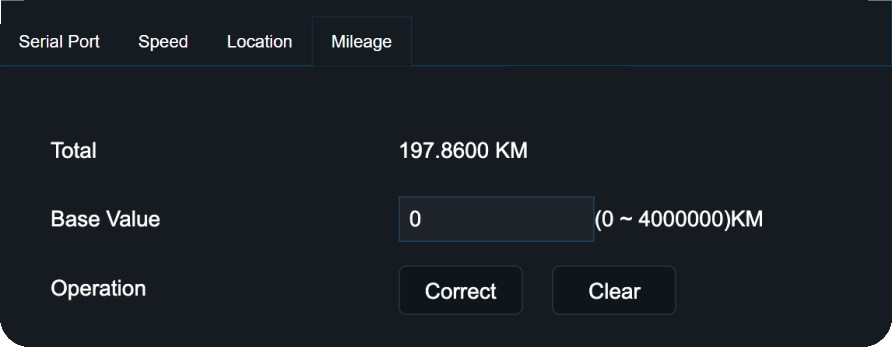 Serial Port Speed Location Mileage
Total 197.8600 KM
Base Value 0 (0 ~ 4000000)KM
Operation Correct Clear